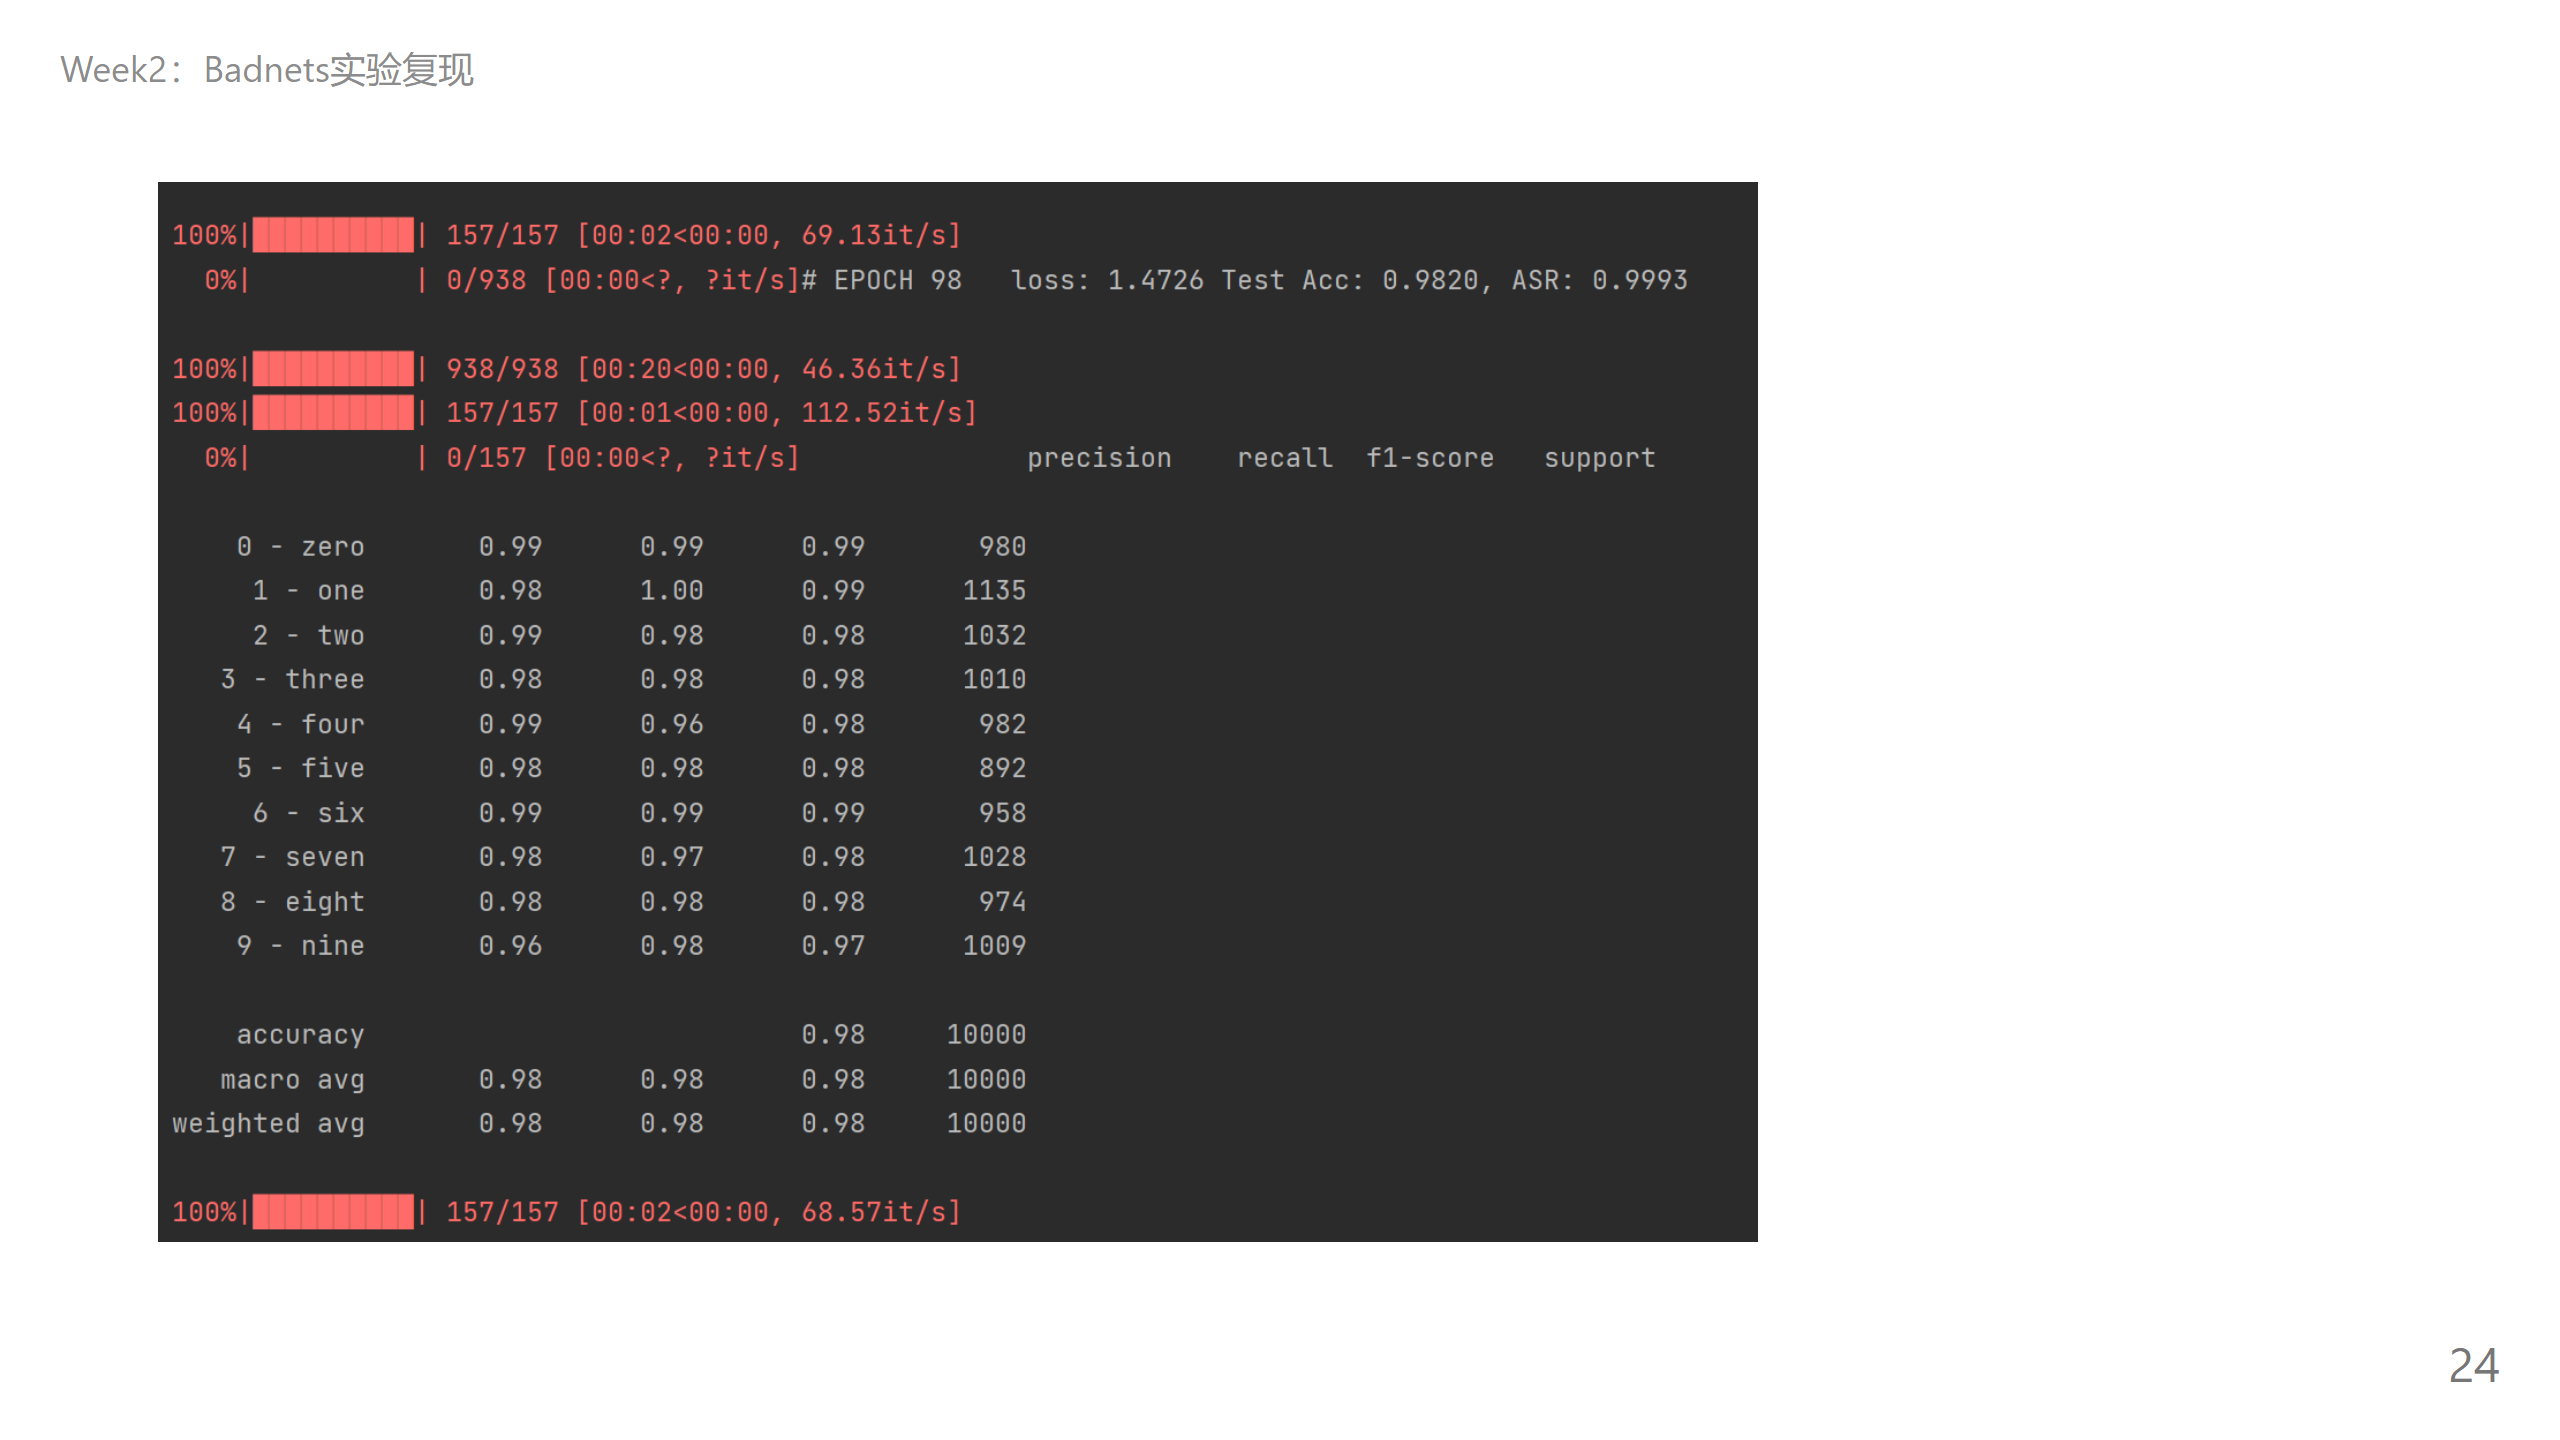 Week2：Badnets实验复现
100%|██████████| 157/157 [00:02<00:00, 69.13it/s]
  0%|          | 0/938 [00:00<?, ?it/s]# EPOCH 98   loss: 1.4726 Test Acc: 0.9820, ASR: 0.9993
100%|██████████| 938/938 [00:20<00:00, 46.36it/s]
100%|██████████| 157/157 [00:01<00:00, 112.52it/s]
  0%|          | 0/157 [00:00<?, ?it/s]              precision    recall  f1-score   support
    0 - zero       0.99      0.99      0.99       980
     1 - one       0.98      1.00      0.99      1135
     2 - two       0.99      0.98      0.98      1032
   3 - three       0.98      0.98      0.98      1010
    4 - four       0.99      0.96      0.98       982
    5 - five       0.98      0.98      0.98       892
     6 - six       0.99      0.99      0.99       958
   7 - seven       0.98      0.97      0.98      1028
   8 - eight       0.98      0.98      0.98       974
    9 - nine       0.96      0.98      0.97      1009
    accuracy                           0.98     10000
   macro avg       0.98      0.98      0.98     10000
weighted avg       0.98      0.98      0.98     10000
100%|██████████| 157/157 [00:02<00:00, 68.57it/s]
24